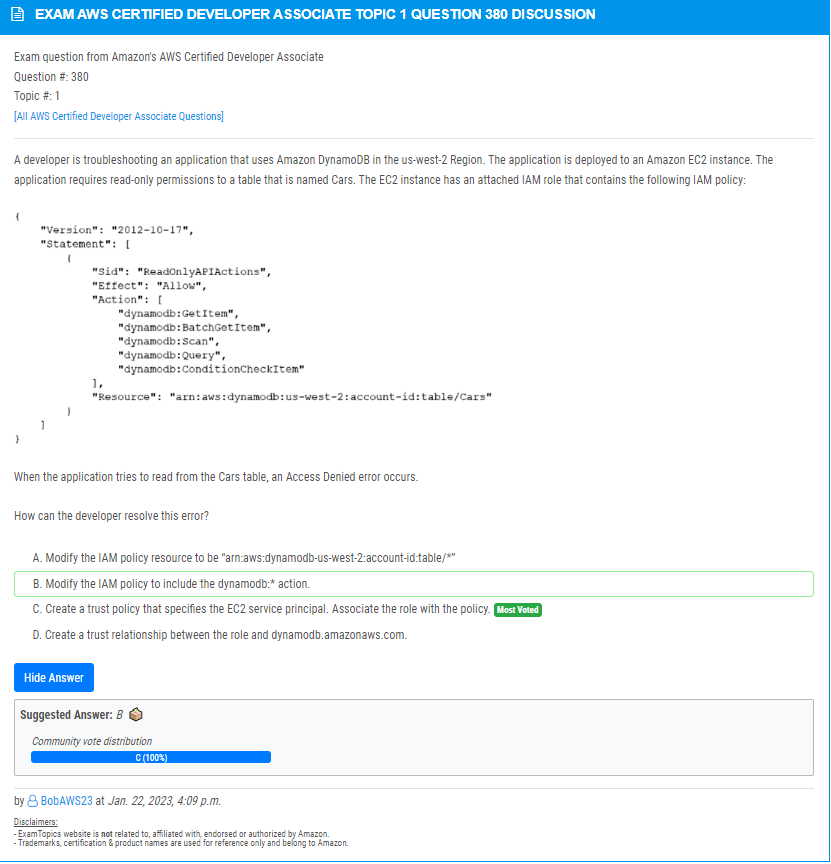 EXAM AWS CERTIFIED DEVELOPER ASSOCIATE TOPIC 1 QUESTION 380 DISCUSSION
Exam question from Amazon's AWS Certified Developer Associate
Question #: 380
Topic #: 1
[All AWS Certified Developer Associate Questions]
A developer is troubleshooting an application that uses Amazon DynamoDB in the us-west-2 Region. The application is deployed to an Amazon EC2 instance. The
application requires read-only permissions to a table that is named Cars. The EC2 instance has an attached IAM role that contains the following IAM policy:
{
"Version": "2012-10-17",
"Statement": [
{
"Sid": "ReadOnlyAPIActions",
"Effect": "Allow",
"Action": [
"dynamodb:GetItem",
"dynamodb:BatchGetItem",
"dynamodb:Scan",
"dynamodb:Query",
"dynamodb:ConditionCheckItem"
],
"Resource": "arn:aws:dynamodb:us-west-2:account-id:table/Cars"
}
]
}
When the application tries to read from the Cars table, an Access Denied error occurs.
How can the developer resolve this error?
A. Modify the IAM policy resource to be “arn:aws:dynamodb-us-west-2:account-id:table/*”
B. Modify the IAM policy to include the dynamodb:* action.
C. Create a trust policy that specifies the EC2 service principal. Associate the role with the policy. Most Voted
D. Create a trust relationship between the role and dynamodb.amazonaws.com.
Hide Answer
Suggested Answer: B
Community vote distribution
C (100%)
by BobAWS23 at Jan. 22, 2023, 4:09 p.m.
Disclaimers:
- ExamTopics website is not related to, affiliated with, endorsed or authorized by Amazon.
- Trademarks, certification & product names are used for reference only and belong to Amazon.